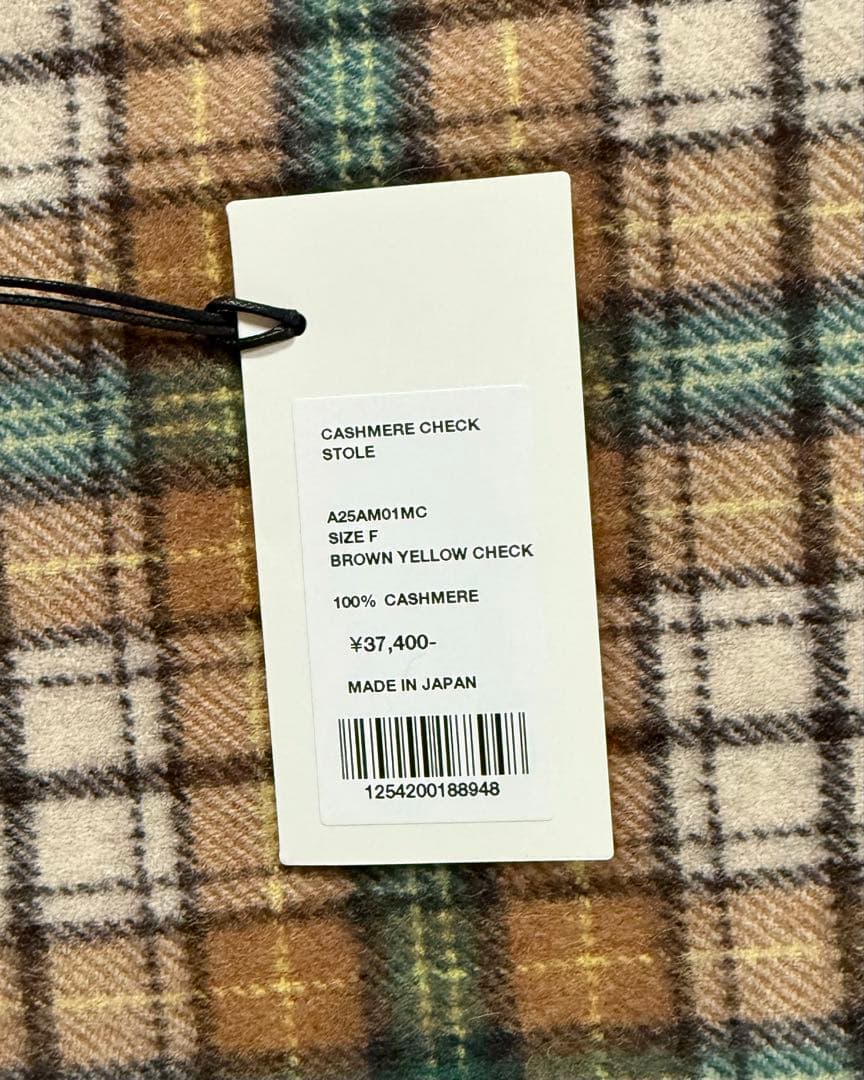 CASHMERE CHECK
STOLE
A25AM01MC
SIZE F
BROWN YELLOW CHECK
100% CASHMERE
¥37,400-
MADE IN JAPAN
1254200188948